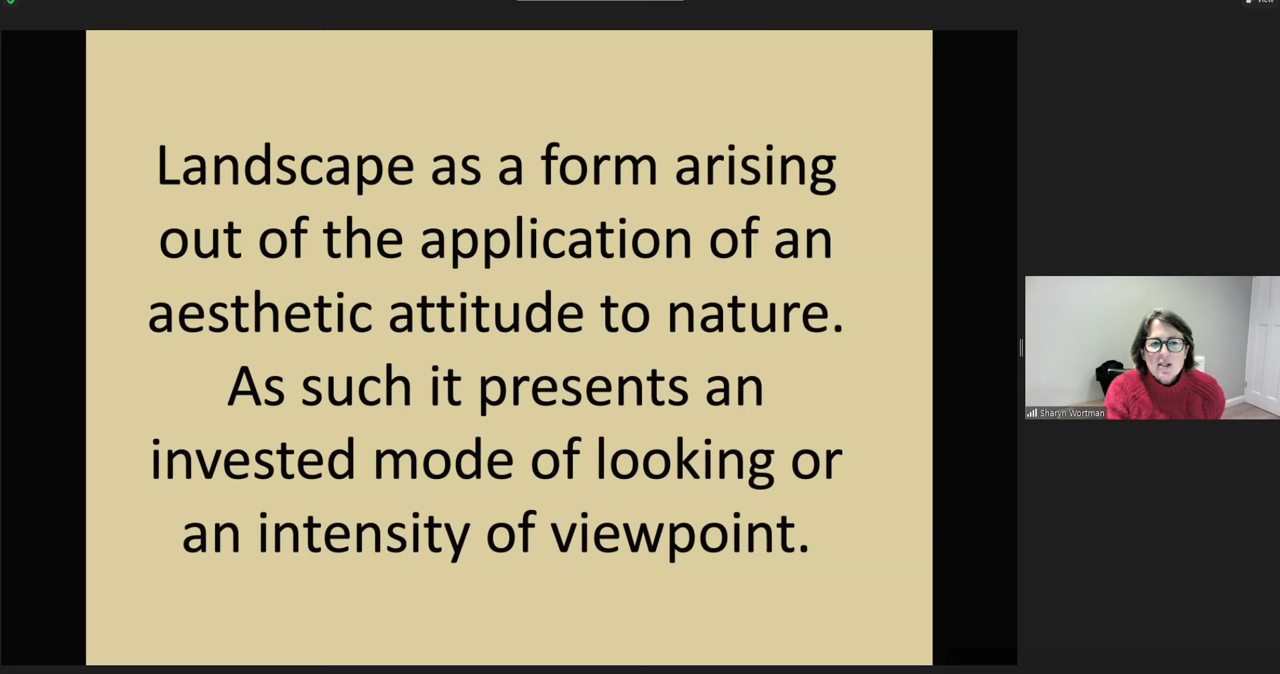 Landscape as a form arising
out of the application of an
aesthetic attitude to nature.
As such it presents an
invested mode of looking or
an intensity of viewpoint.
Sharyn Wortman